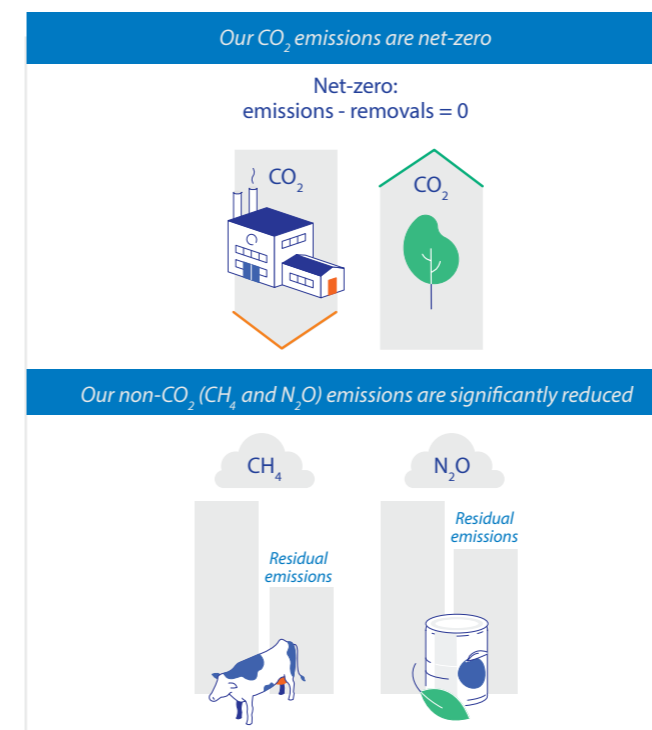 Our CO₂ emissions are net-zero
Net-zero:
emissions - removals = 0
CO₂
CO₂
Our non-CO₂ (CH₄ and N₂O) emissions are significantly reduced
CH₄
N₂O
Residual
emissions
Residual
emissions